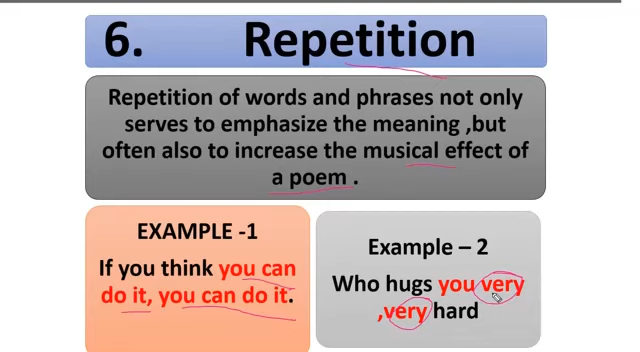 6. Repetition
Repetition of words and phrases not only
serves to emphasize the meaning ,but
often also to increase the musical effect of
a poem .
EXAMPLE -1
If you think you can
do it, you can do it.
Example – 2
Who hugs you very
,very hard